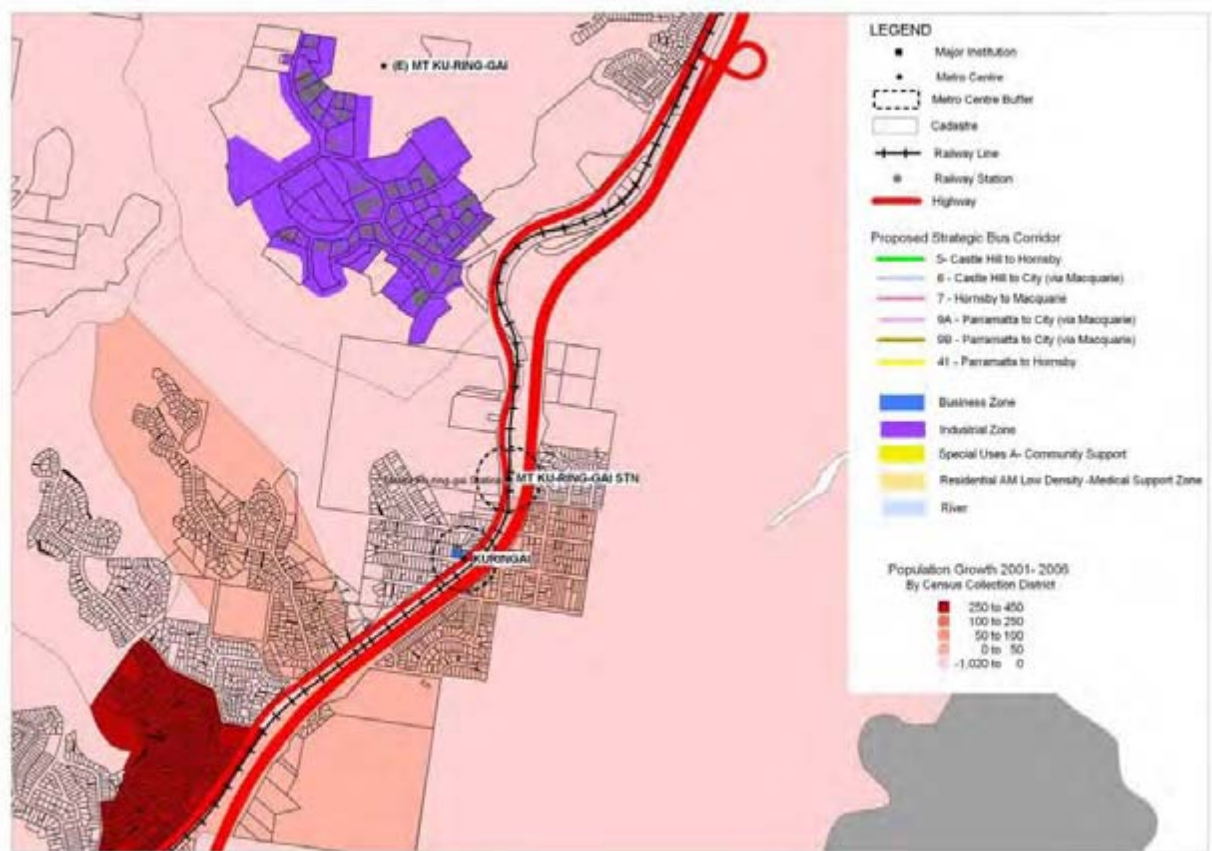 (E) MT KU-RING-GAI
MT KU-RING-GAI STN
KURINGAI
LEGEND
Major Institution
Metro Centre
Metro Centre Buffer
Cadastre
Railway Line
Railway Station
Highway
Proposed Strategic Bus Corridor
5- Castle Hill to Hornsby
6 - Castle Hill to City (via Macquarie)
7 - Hornsby to Macquarie
9A - Parramatta to City (via Macquarie)
9B - Parramatta to City (via Macquarie)
41 - Parramatta to Hornsby
Business Zone
Industrial Zone
Special Uses A- Community Support
Residential AM Low Density -Medical Support Zone
River
Population Growth 2001- 2006
By Census Collection District
250 to 450
100 to 250
50 to 100
0 to 50
-1,020 to 0